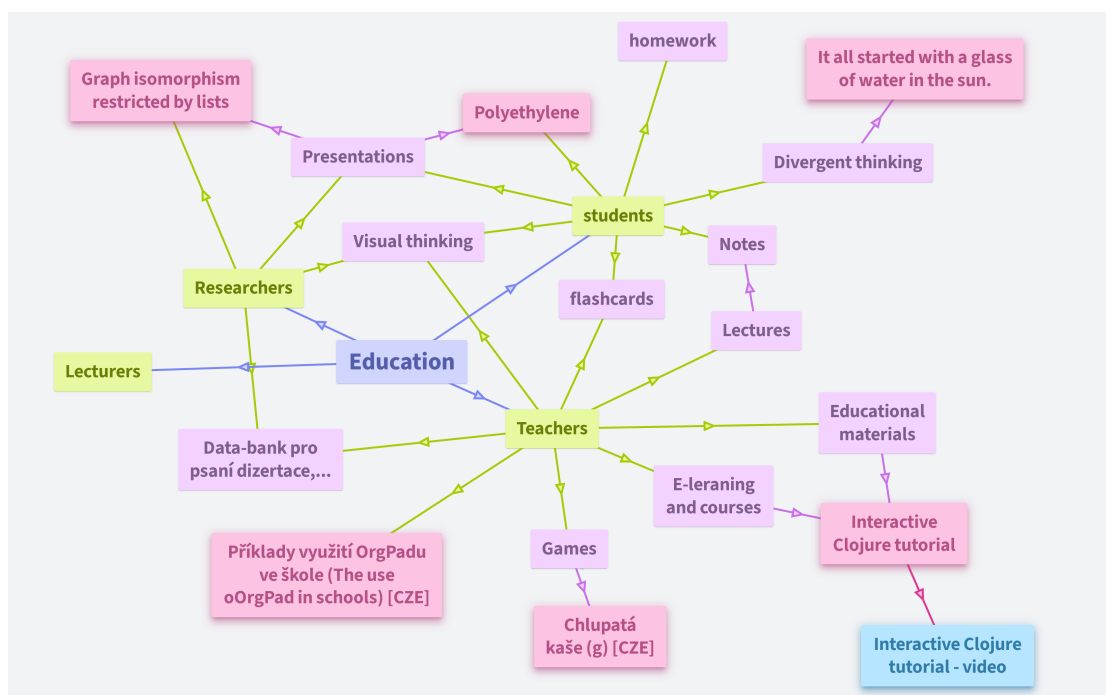 homework
It all started with a glass
of water in the sun.
Graph isomorphism
restricted by lists
Polyethylene
Presentations
Divergent thinking
students
Visual thinking
Notes
Researchers
flashcards
Lectures
Education
Lecturers
Educational
materials
Teachers
Data-bank pro
psaní dizertace,...
E-leraning
and courses
Interactive
Clojure tutorial
Games
Příklady využití OrgPadu
ve škole (The use
oOrgPad in schools) [CZE]
Chlupatá
kaše (g) [CZE]
Interactive Clojure
tutorial - video